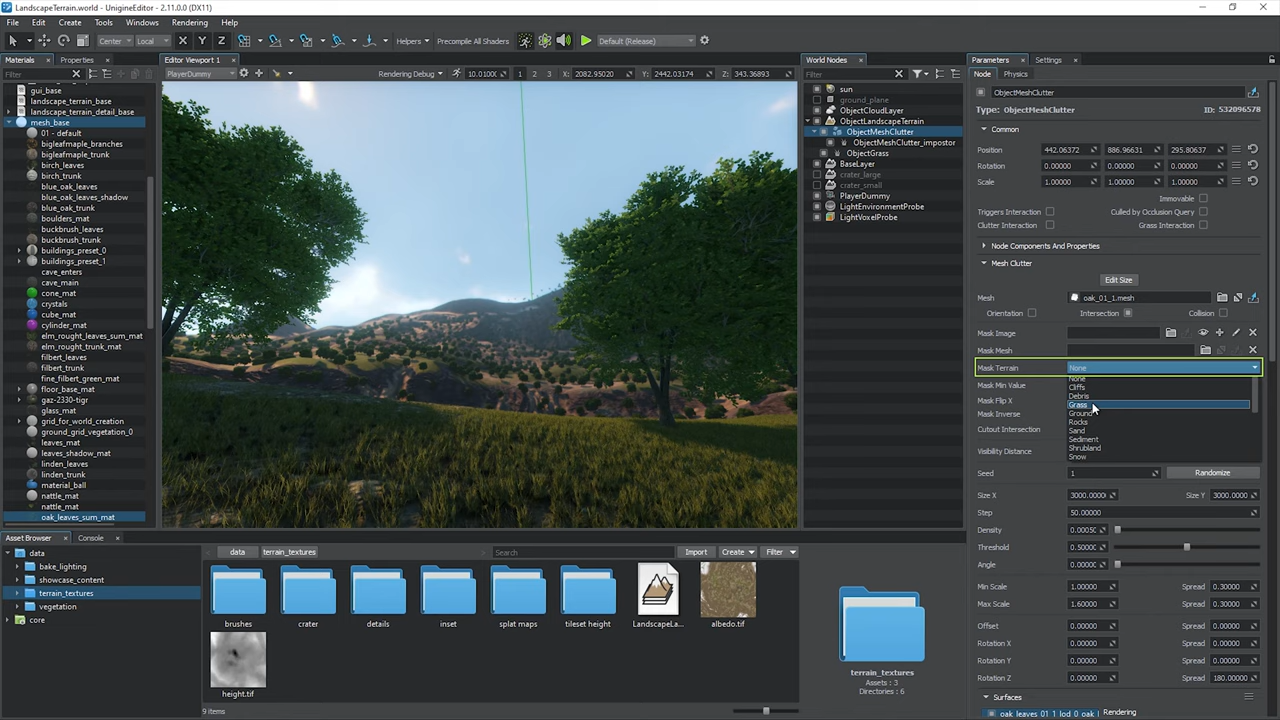 LandscapeTerrain.world - UnigineEditor - 2.11.0.0 (DX11)
File Edit Create Tools Windows Rendering Help
Center Local X Y Z Helpers Precompile All Shaders Default (Release)
Materials Properties
Filter
gui_base
landscape_terrain_base
landscape_terrain_detail_base
mesh_base
01 - default
bigleafmaple_branches
bigleafmaple_trunk
birch_leaves
birch_trunk
blue_oak_leaves
blue_oak_leaves_shadow
blue_oak_trunk
boulders_mat
buckbrush_leaves
buckbrush_trunk
buildings_preset_0
buildings_preset_1
cave_enters
cave_main
cone_mat
crystals
cube_mat
cylinder_mat
elm_rought_leaves_sum_mat
elm_rought_trunk_mat
filbert_leaves
filbert_trunk
fine_filbert_green_mat
floor_base_mat
gaz-2330-tigr
glass_mat
grid_for_world_creation
ground_grid_vegetation_0
leaves_mat
leaves_shadow_mat
linden_leaves
linden_trunk
material_ball
nattle_mat
nettle_mat
oak_leaves_sum_mat
Editor Viewport 1
PlayerDummy Rendering Debug 10.0100 1 2 3 X: 2082.95020 Y: 2442.03174 Z: 343.36893
World Nodes
Filter
sun
ground_plane
ObjectCloudLayer
ObjectLandscapeTerrain
ObjectMeshClutter
ObjectMeshClutter_impostor
ObjectGrass
BaseLayer
crater_large
crater_small
PlayerDummy
LightEnvironmentProbe
LightVoxelProbe
Parameters Settings
Node Physics
ObjectMeshClutter
Type: ObjectMeshClutter ID: 532096578
Common
Position 442.06372 886.96631 295.80637
Rotation 0.00000 0.00000 0.00000
Scale 1.00000 1.00000 1.00000
Immovable
Triggers Interaction Culled by Occlusion Query
Clutter Interaction Grass Interaction
Node Components And Properties
Mesh Clutter
Edit Size
Mesh oak_01_1.mesh
Orientation Intersection Collision
Mask Image
Mask Mesh
Mask Terrain None
None
Mask Min Value Cliffs
Debris
Mask Flip X Grass
Mask Inverse Ground
Rocks
Cutout Intersection Sand
Sediment
Visibility Distance Shrubland
Snow
Seed 1 Randomize
Size X 3000.0000 Size Y 3000.0000
Step 50.00000
Density 0.00050
Threshold 0.50000
Angle 0.00000
Min Scale 1.00000 Spread 0.30000
Max Scale 1.60000 Spread 0.30000
Offset 0.00000 Spread 0.00000
Rotation X 0.00000 Spread 0.00000
Rotation Y 0.00000 Spread 0.00000
Rotation Z 0.00000 Spread 180.00000
Surfaces
oak_leaves_01_1_lod_0_oak_l Rendering
Asset Browser Console
data
bake_lighting
showcase_content
terrain_textures
vegetation
core
data terrain_textures Search Import Create Filter
brushes crater details inset splat maps tileset height LandscapeLa... albedo.tif
height.tif
9 items
terrain_textures
Assets : 3
Directories : 6